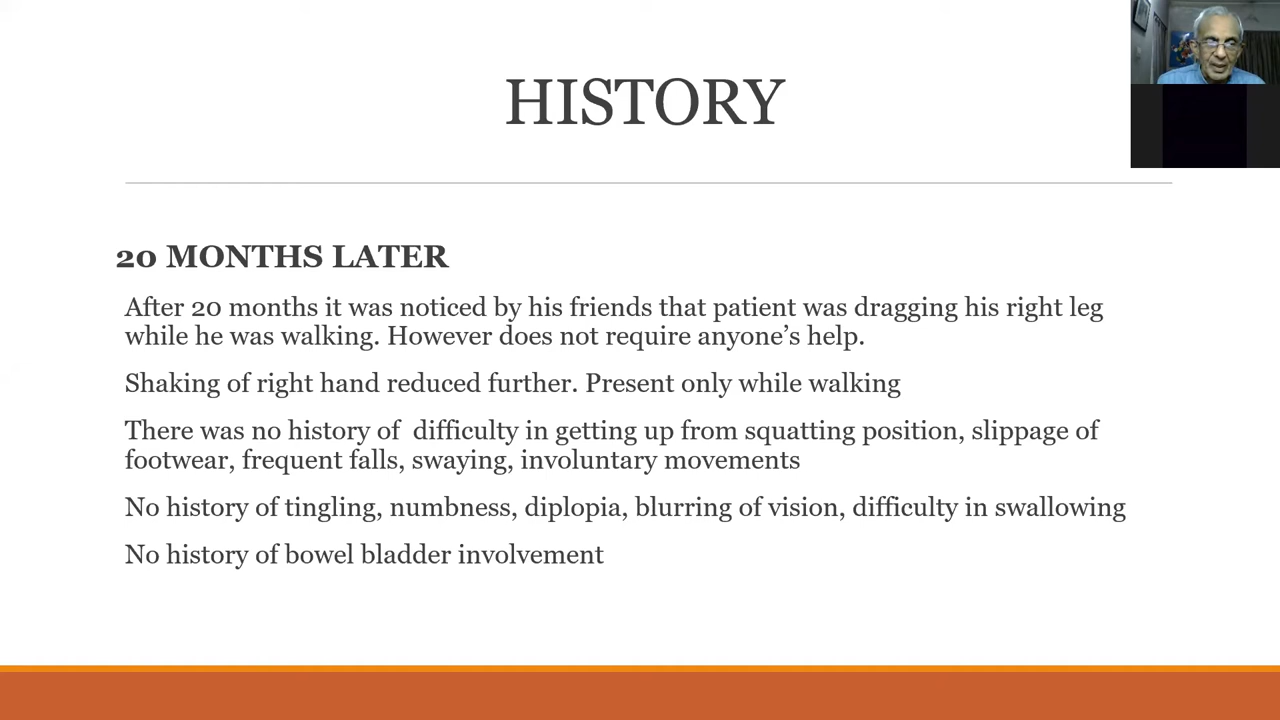 HISTORY
20 MONTHS LATER
After 20 months it was noticed by his friends that patient was dragging his right leg
while he was walking. However does not require anyone’s help.
Shaking of right hand reduced further. Present only while walking
There was no history of  difficulty in getting up from squatting position, slippage of
footwear, frequent falls, swaying, involuntary movements
No history of tingling, numbness, diplopia, blurring of vision, difficulty in swallowing
No history of bowel bladder involvement